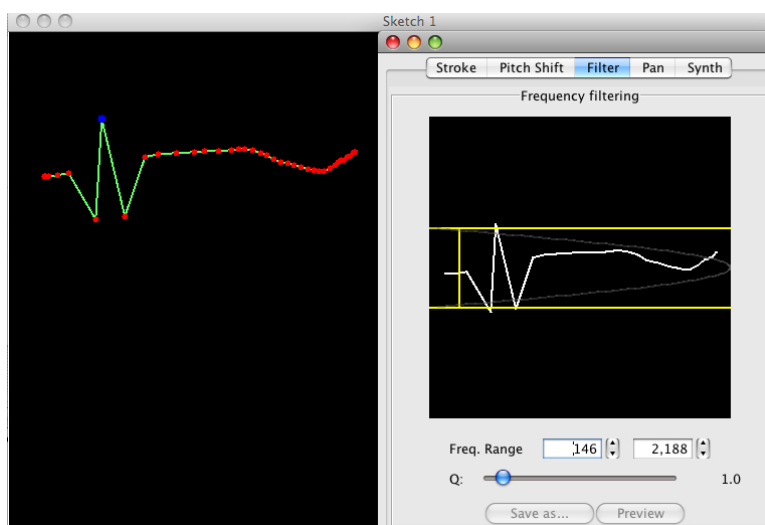 Sketch 1
Stroke Pitch Shift Filter Pan Synth
Frequency filtering
Freq. Range 146 2,188
Q: 1.0
Save as... Preview